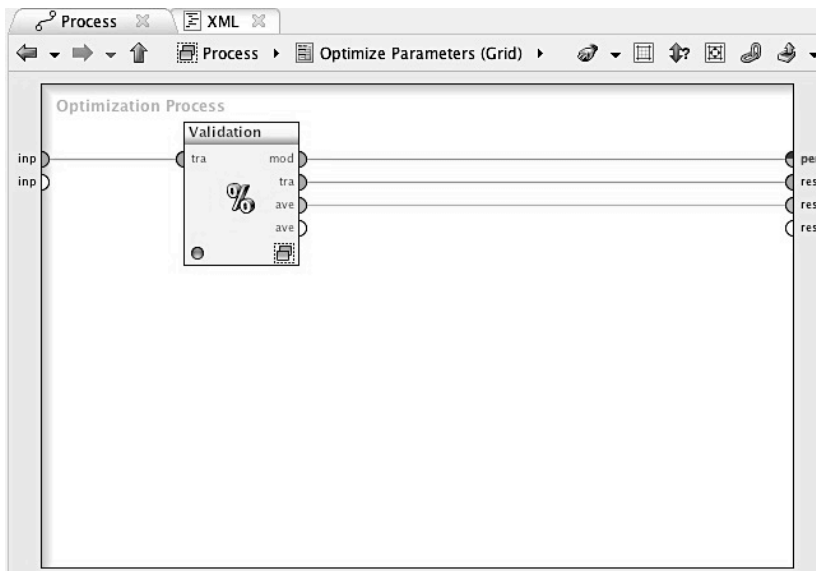 Process XML
Process Optimize Parameters (Grid)
Optimization Process
Validation
inp tra mod per
inp tra res
% ave res
ave res